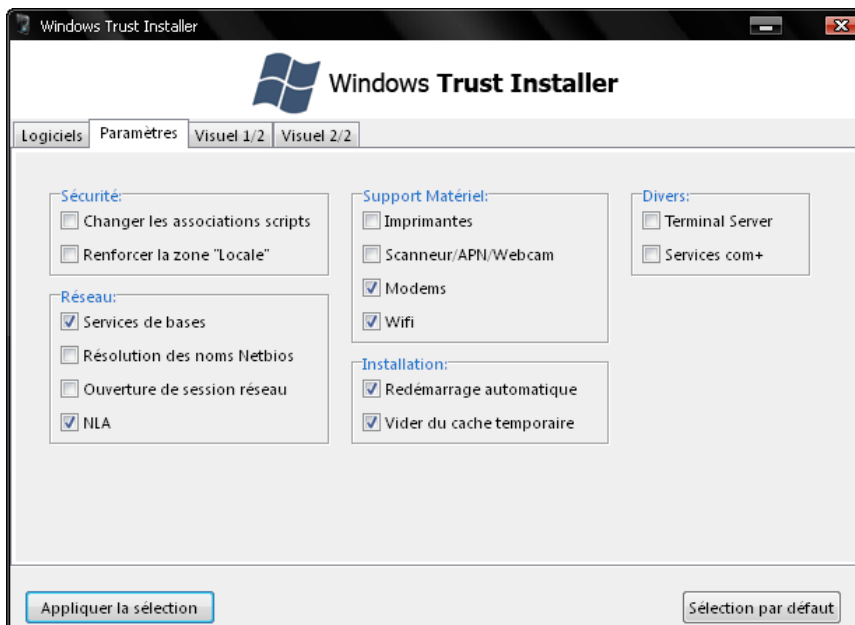 Windows Trust Installer
Windows Trust Installer
Logiciels
Paramètres
Visuel 1/2
Visuel 2/2
Sécurité:
Changer les associations scripts
Renforcer la zone "Locale"
Réseau:
Services de bases
Résolution des noms Netbios
Ouverture de session réseau
NLA
Support Matériel:
Imprimantes
Scanneur/APN/Webcam
Modems
Wifi
Installation:
Redémarrage automatique
Vider du cache temporaire
Divers:
Terminal Server
Services com+
Appliquer la sélection
Sélection par défaut